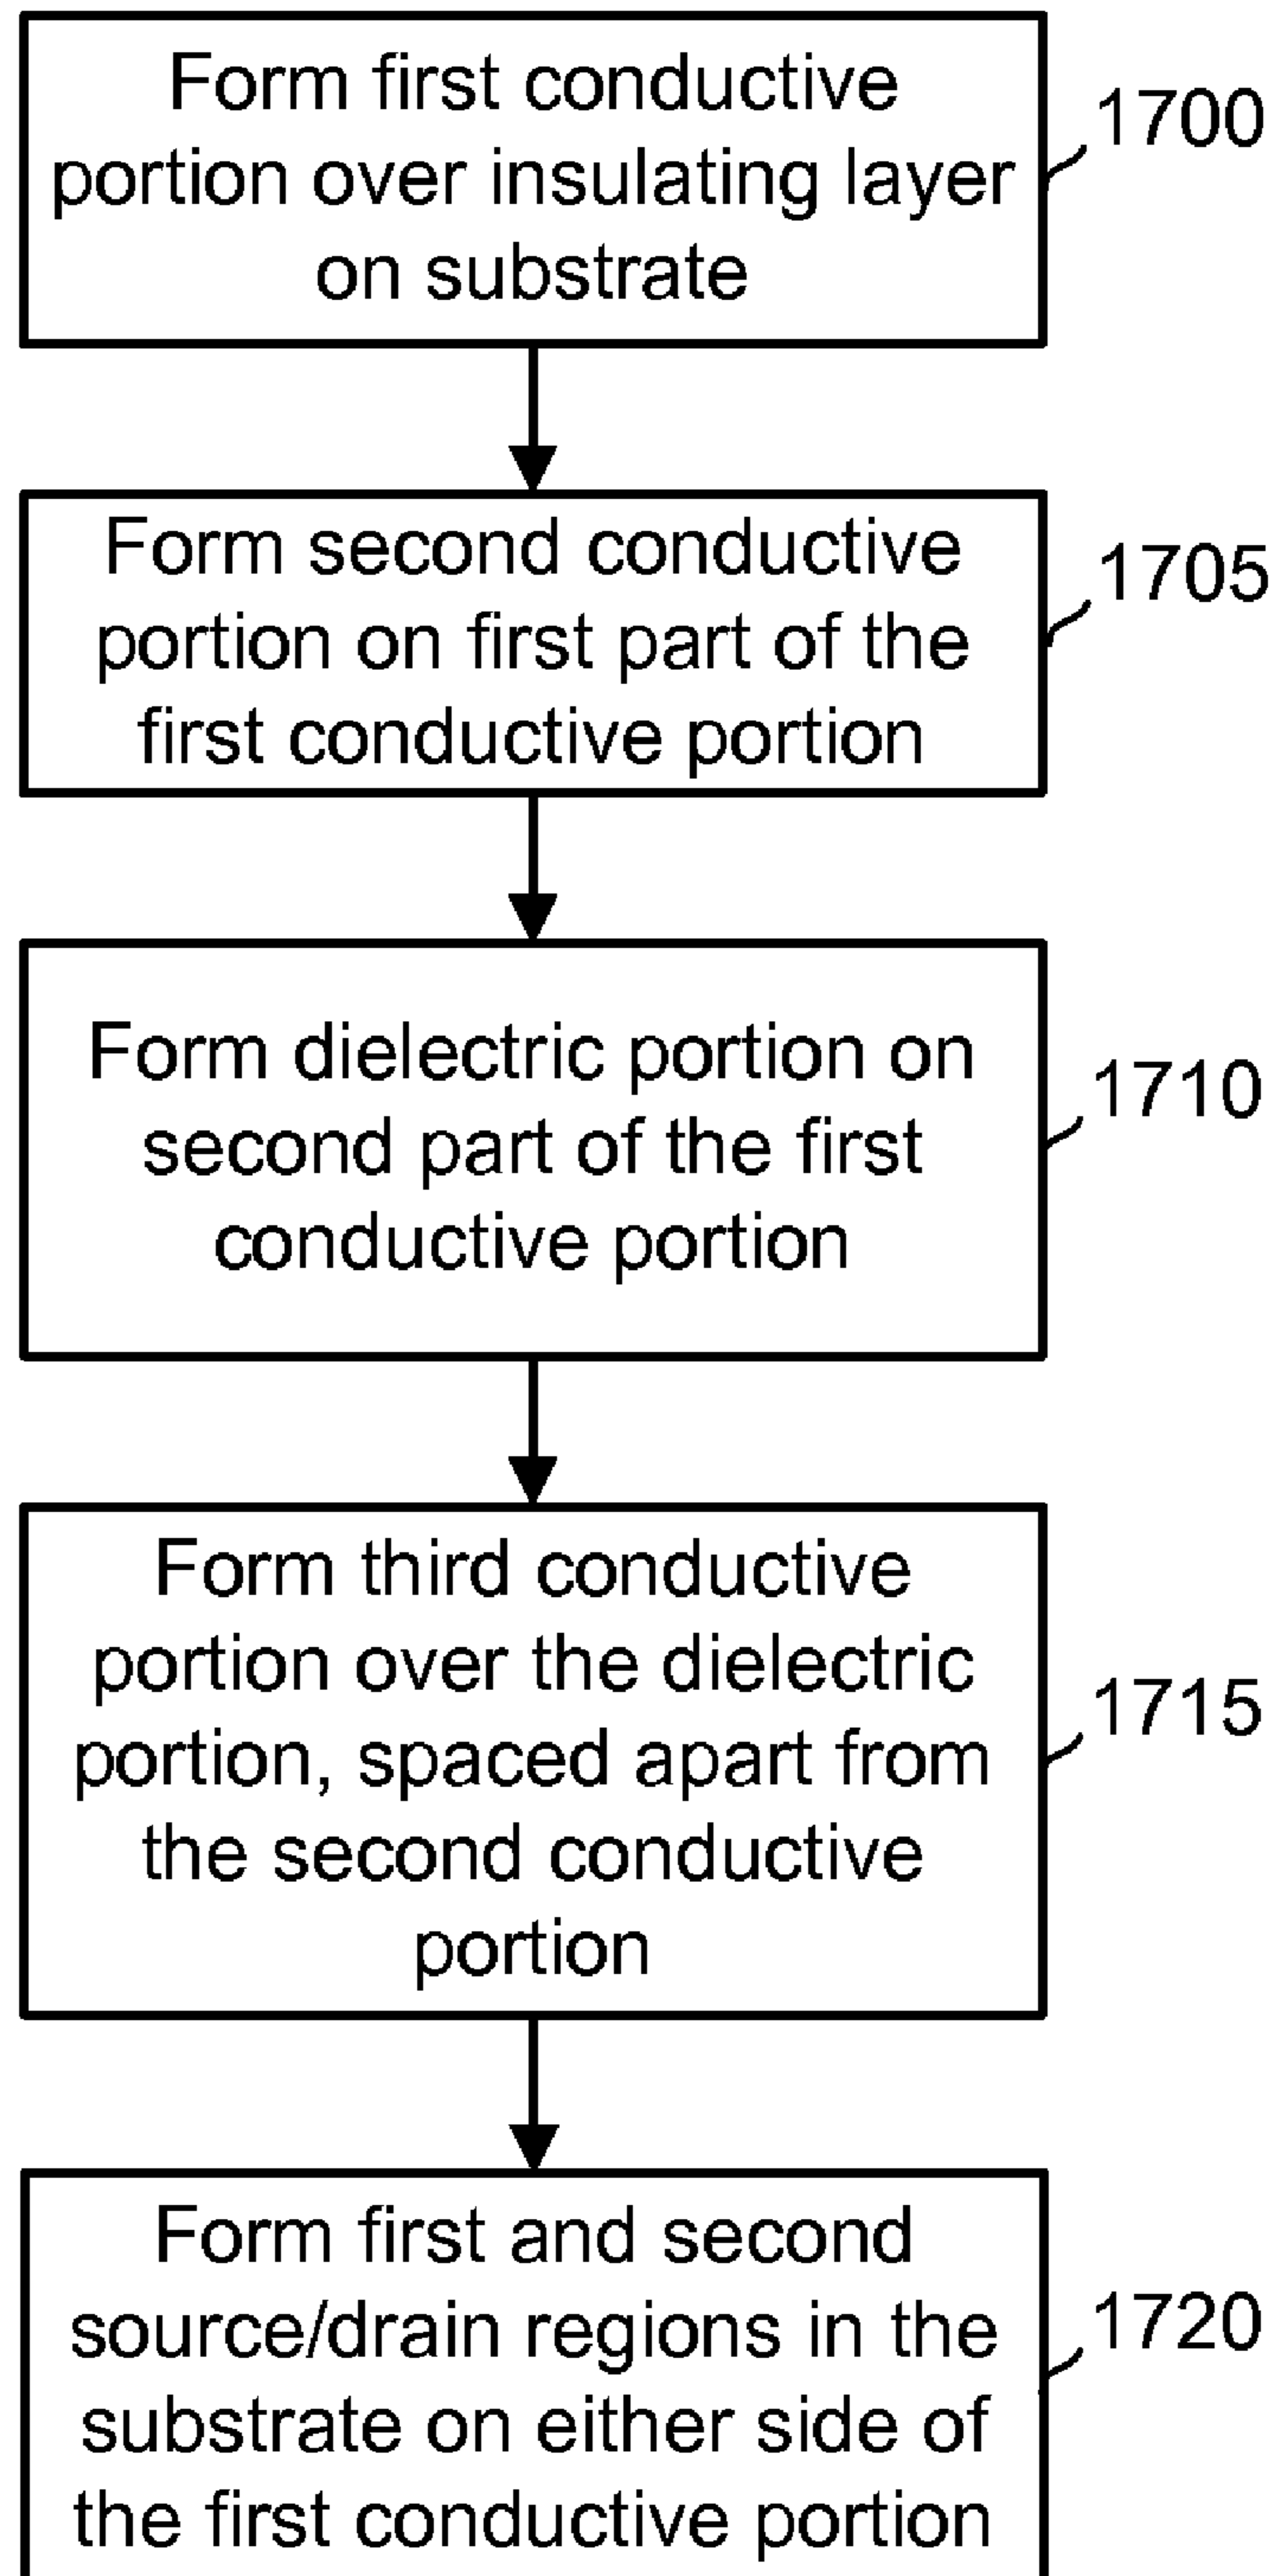 Form first conductive
portion over insulating layer
on substrate
1700
Form second conductive
portion on first part of the
first conductive portion
1705
Form dielectric portion on
second part of the first
conductive portion
1710
Form third conductive
portion over the dielectric
portion, spaced apart from
the second conductive
portion
1715
Form first and second
source/drain regions in the
substrate on either side of
the first conductive portion
1720